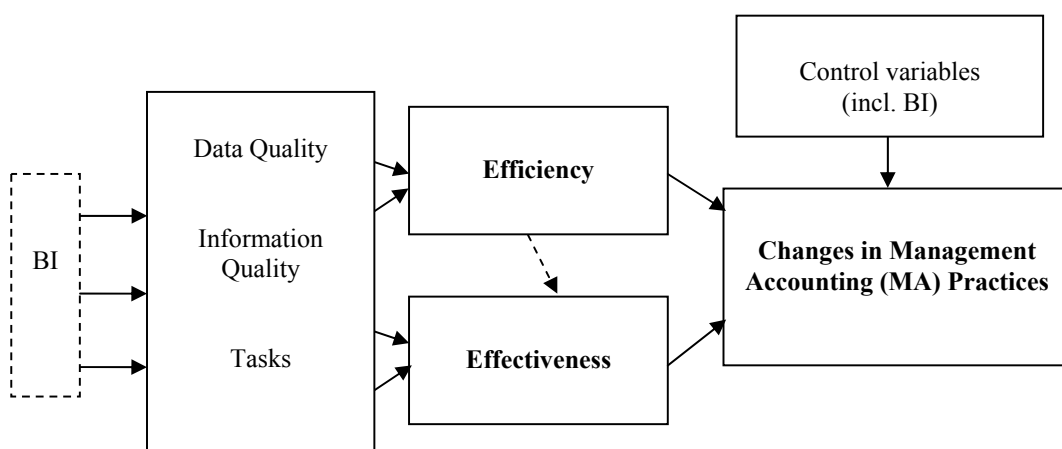 BI
Data Quality
Information
Quality
Tasks
Efficiency
Effectiveness
Control variables
(incl. BI)
Changes in Management
Accounting (MA) Practices